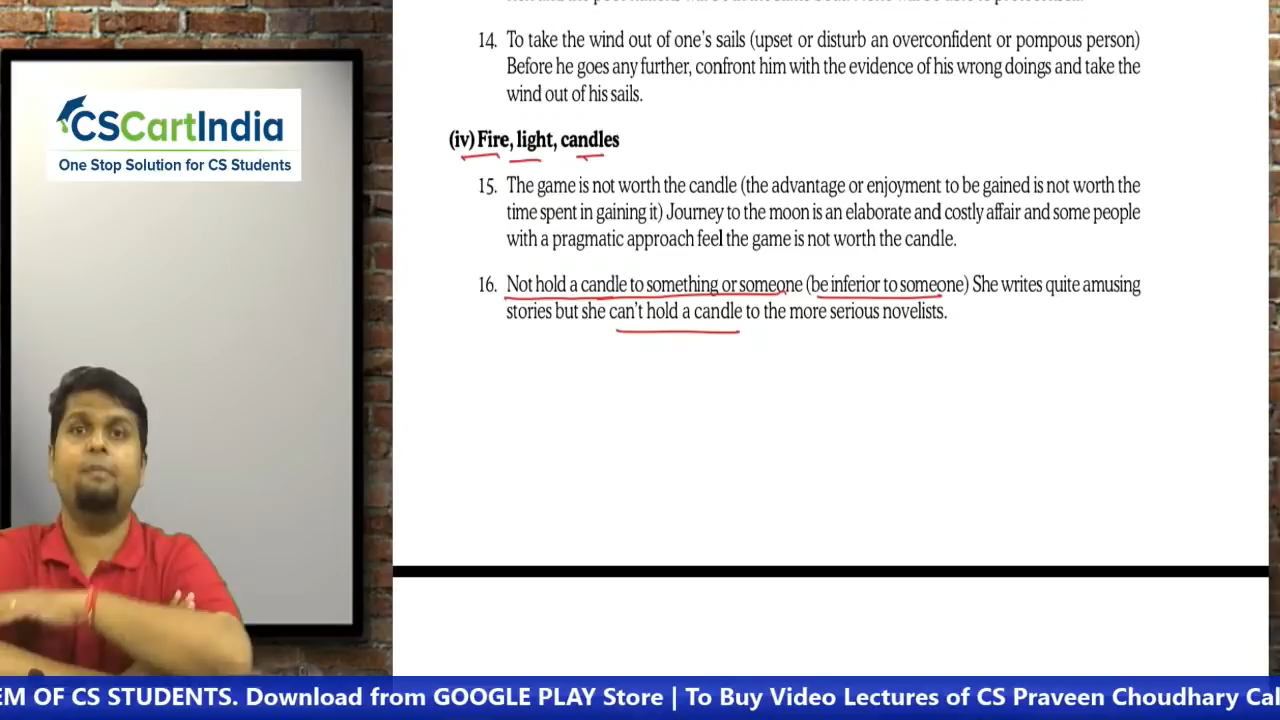 CSCartIndia
One Stop Solution for CS Students
14. To take the wind out of one's sails (upset or disturb an overconfident or pompous person)
Before he goes any further, confront him with the evidence of his wrong doings and take the
wind out of his sails.
(iv) Fire, light, candles
15. The game is not worth the candle (the advantage or enjoyment to be gained is not worth the
time spent in gaining it) Journey to the moon is an elaborate and costly affair and some people
with a pragmatic approach feel the game is not worth the candle.
16. Not hold a candle to something or someone (be inferior to someone) She writes quite amusing
stories but she can't hold a candle to the more serious novelists.
EM OF CS STUDENTS. Download from GOOGLE PLAY Store | To Buy Video Lectures of CS Praveen Choudhary Cal